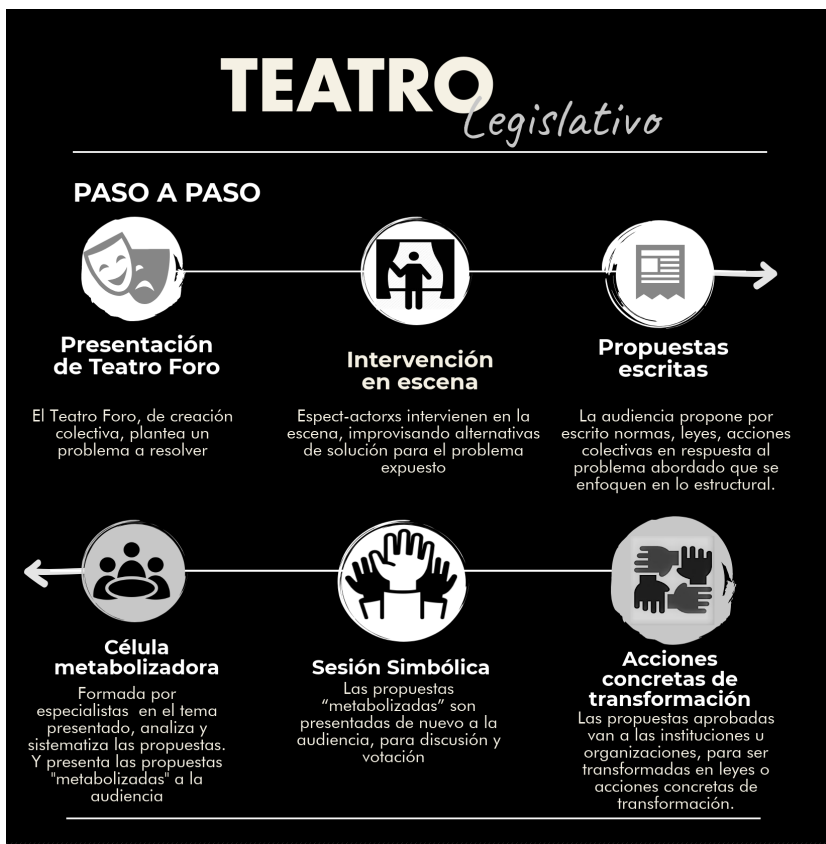 TEATRO
Legislativo
PASO A PASO
Presentación
de Teatro Foro
El Teatro Foro, de creación
colectiva, plantea un
problema a resolver
Intervención
en escena
Espect-actorxs intervienen en la
escena, improvisando alternativas
de solución para el problema
expuesto
Propuestas
escritas
La audiencia propone por
escrito normas, leyes, acciones
colectivas en respuesta al
problema abordado que se
enfoquen en lo estructural.
Célula
metabolizadora
Formada por
especialistas en el tema
presentado, analiza y
sistematiza las propuestas.
Y presenta las propuestas
"metabolizadas" a la
audiencia
Sesión Simbólica
Las propuestas
“metabolizadas” son
presentadas de nuevo a la
audiencia, para discusión y
votación
Acciones
concretas de
transformación
Las propuestas aprobadas
van a las instituciones u
organizaciones, para ser
transformadas en leyes o
acciones concretas de
transformación.